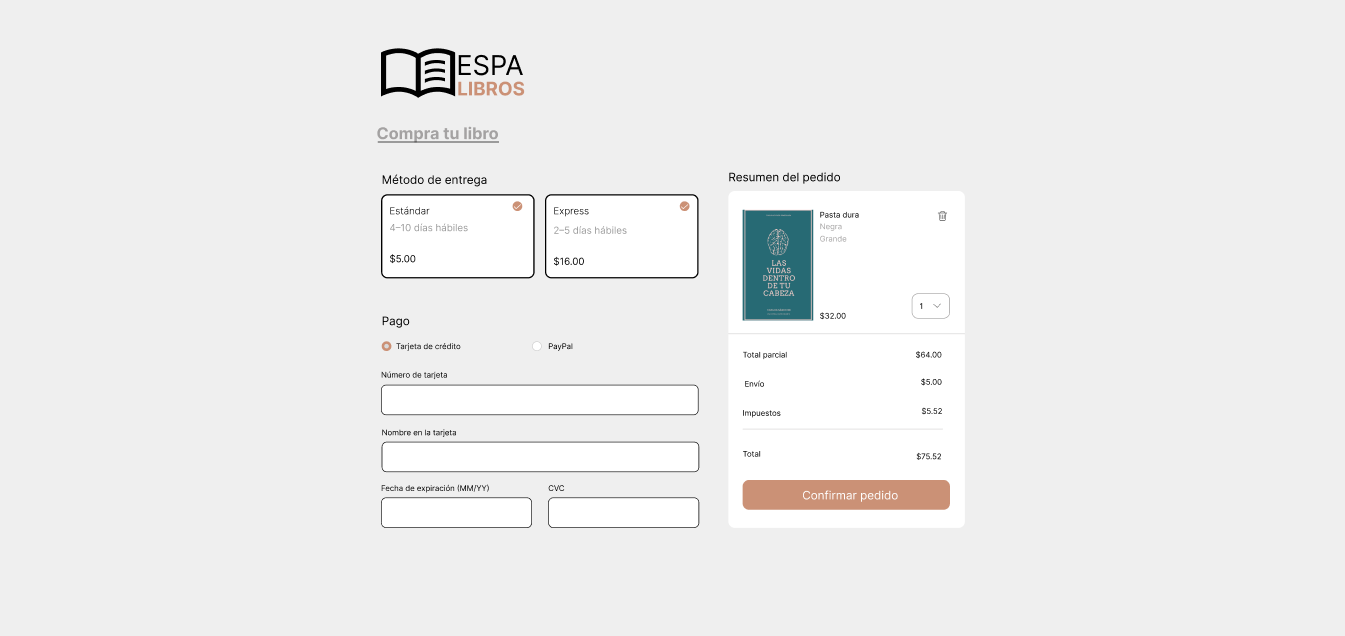 ESPA
LIBROS
Compra tu libro
Método de entrega
Estándar
4–10 días hábiles
$5.00
Express
2–5 días hábiles
$16.00
Pago
Tarjeta de crédito
PayPal
Número de tarjeta
Nombre en la tarjeta
Fecha de expiración (MM/YY)
CVC
Resumen del pedido
LAS
VIDAS
DENTRO
DE TU
CABEZA
Pasta dura
Negra
Grande
$32.00
1
Total parcial
$64.00
Envío
$5.00
Impuestos
$5.52
Total
$75.52
Confirmar pedido